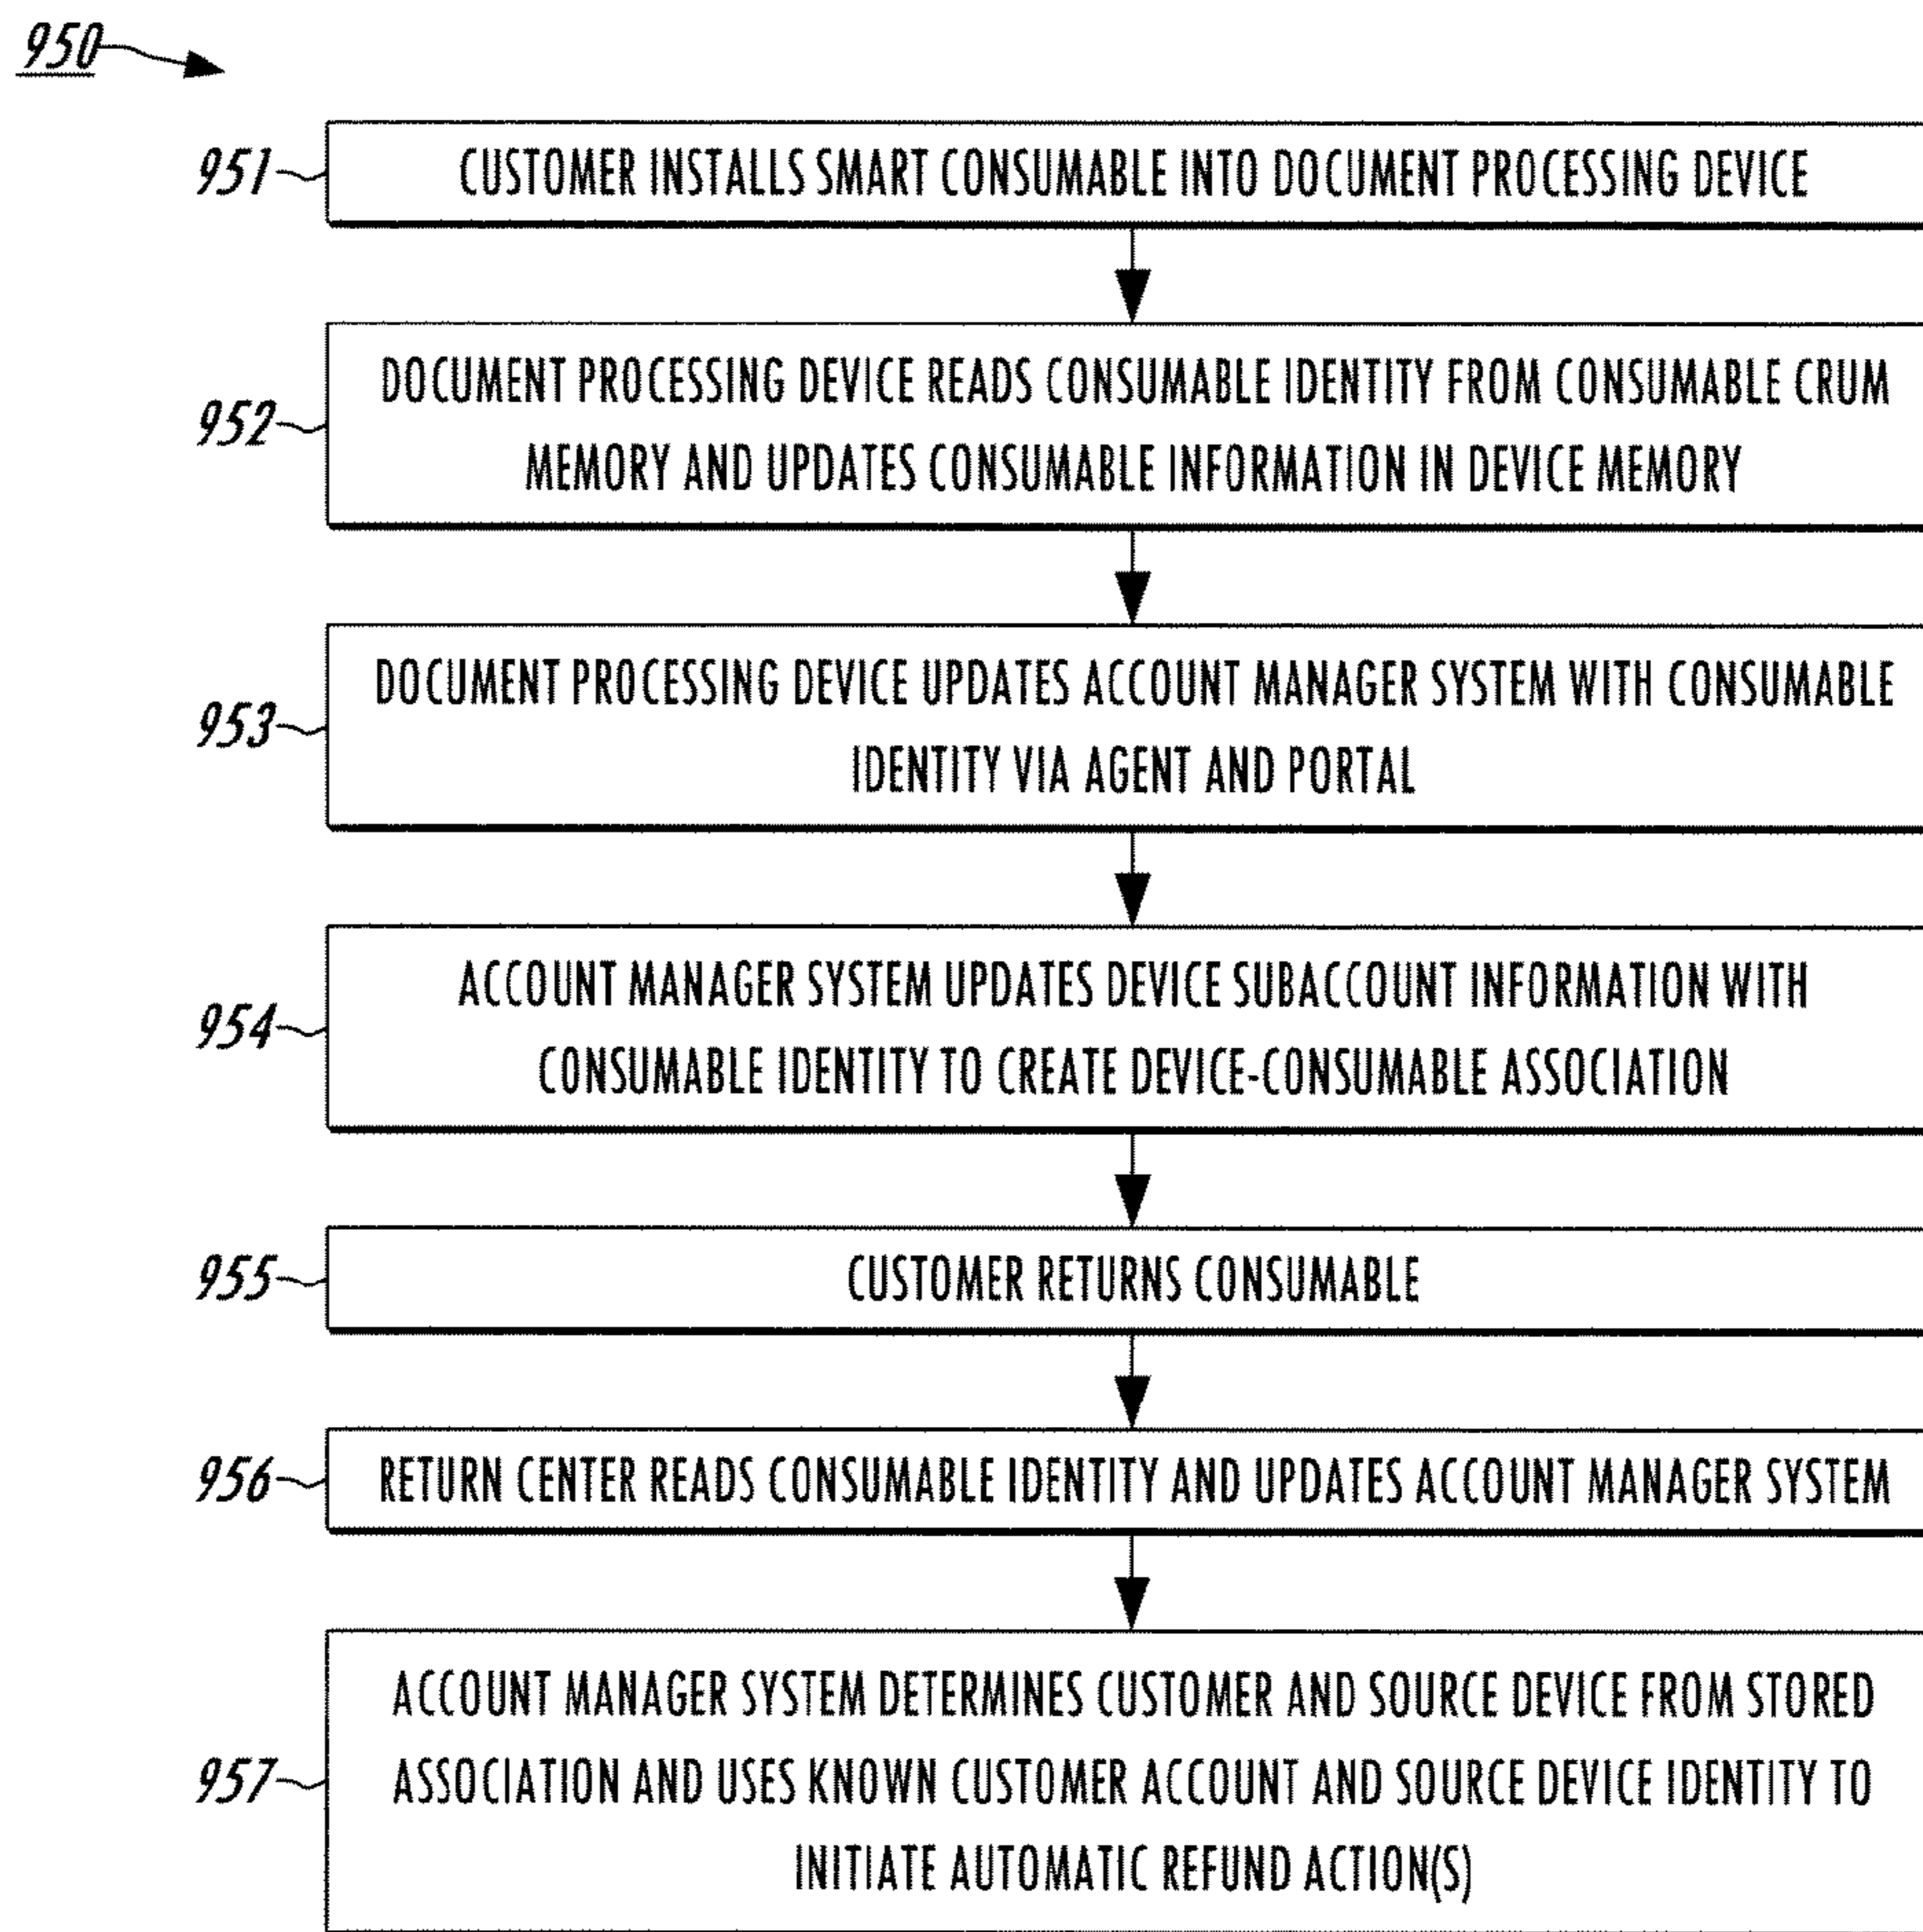 950
951
CUSTOMER INSTALLS SMART CONSUMABLE INTO DOCUMENT PROCESSING DEVICE
952
DOCUMENT PROCESSING DEVICE READS CONSUMABLE IDENTITY FROM CONSUMABLE CRUM
MEMORY AND UPDATES CONSUMABLE INFORMATION IN DEVICE MEMORY
953
DOCUMENT PROCESSING DEVICE UPDATES ACCOUNT MANAGER SYSTEM WITH CONSUMABLE
IDENTITY VIA AGENT AND PORTAL
954
ACCOUNT MANAGER SYSTEM UPDATES DEVICE SUBACCOUNT INFORMATION WITH
CONSUMABLE IDENTITY TO CREATE DEVICE-CONSUMABLE ASSOCIATION
955
CUSTOMER RETURNS CONSUMABLE
956
RETURN CENTER READS CONSUMABLE IDENTITY AND UPDATES ACCOUNT MANAGER SYSTEM
957
ACCOUNT MANAGER SYSTEM DETERMINES CUSTOMER AND SOURCE DEVICE FROM STORED
ASSOCIATION AND USES KNOWN CUSTOMER ACCOUNT AND SOURCE DEVICE IDENTITY TO
INITIATE AUTOMATIC REFUND ACTION(S)